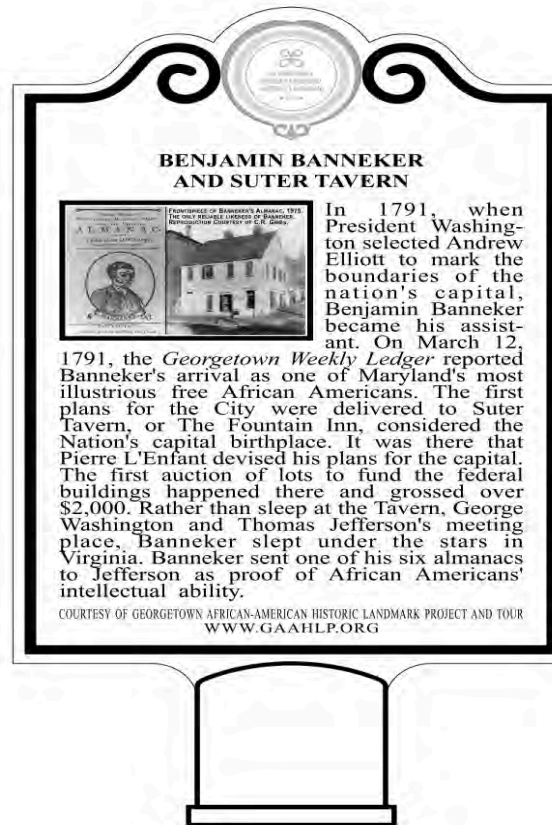 BENJAMIN BANNEKER
AND SUTER TAVERN
ALMANAC
FRONTISPIECE OF BANNEKER'S ALMANAC, 1975.
THE ONLY RELIABLE LIKENESS OF BANNEKER.
REPRODUCTION COURTESY OF C.R. GIBBS.
In 1791, when
President Washing-
ton selected Andrew
Elliott to mark the
boundaries of the
nation's capital,
Benjamin Banneker
became his assist-
ant. On March 12,
1791, the Georgetown Weekly Ledger reported
Banneker's arrival as one of Maryland's most
illustrious free African Americans. The first
plans for the City were delivered to Suter
Tavern, or The Fountain Inn, considered the
Nation's capital birthplace. It was there that
Pierre L'Enfant devised his plans for the capital.
The first auction of lots to fund the federal
buildings happened there and grossed over
$2,000. Rather than sleep at the Tavern, George
Washington and Thomas Jefferson's meeting
place, Banneker slept under the stars in
Virginia. Banneker sent one of his six almanacs
to Jefferson as proof of African Americans'
intellectual ability.
COURTESY OF GEORGETOWN AFRICAN-AMERICAN HISTORIC LANDMARK PROJECT AND TOUR
WWW.GAAHLP.ORG